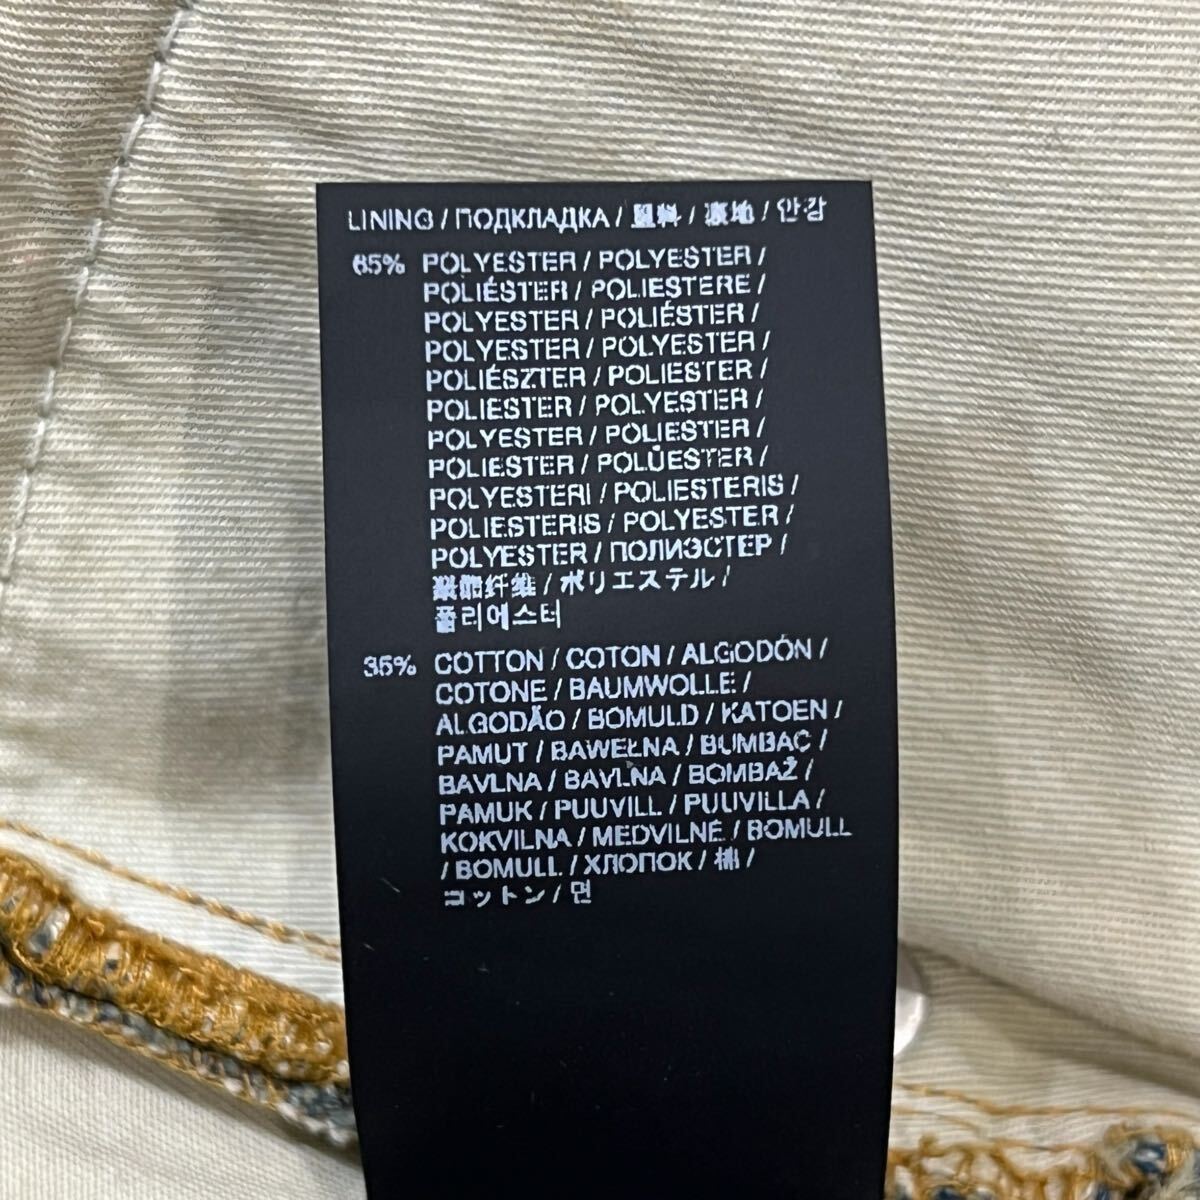 LINING / ПОДКЛАДКА / 里料 / 裏地 / 안감
65% POLYESTER / POLYESTER /
POLIÉSTER / POLIESTERE /
POLYESTER / POLIÉSTER /
POLYESTER / POLYESTER /
POLIÉSZTER / POLIESTER /
POLIESTER / POLYESTER /
POLYESTER / POLIESTER /
POLIESTER / POLÜESTER /
POLYESTERI / POLIESTERIS /
POLIESTERIS / POLYESTER /
POLYESTER / ПОЛИЭСТЕР /
聚酯纤维 / ポリエステル /
폴리에스터
35% COTTON / COTON / ALGODÓN /
COTONE / BAUMWOLLE /
ALGODÃO / BOMULD / KATOEN /
PAMUT / BAWEŁNA / BUMBAC /
BAVLNA / BAVLNA / BOMBAŽ /
PAMUK / PUUVILL / PUUVILLA /
KOKVILNA / MEDVILNĖ / BOMULL
/ BOMULL / ХЛОПОК / 棉 /
コットン / 면